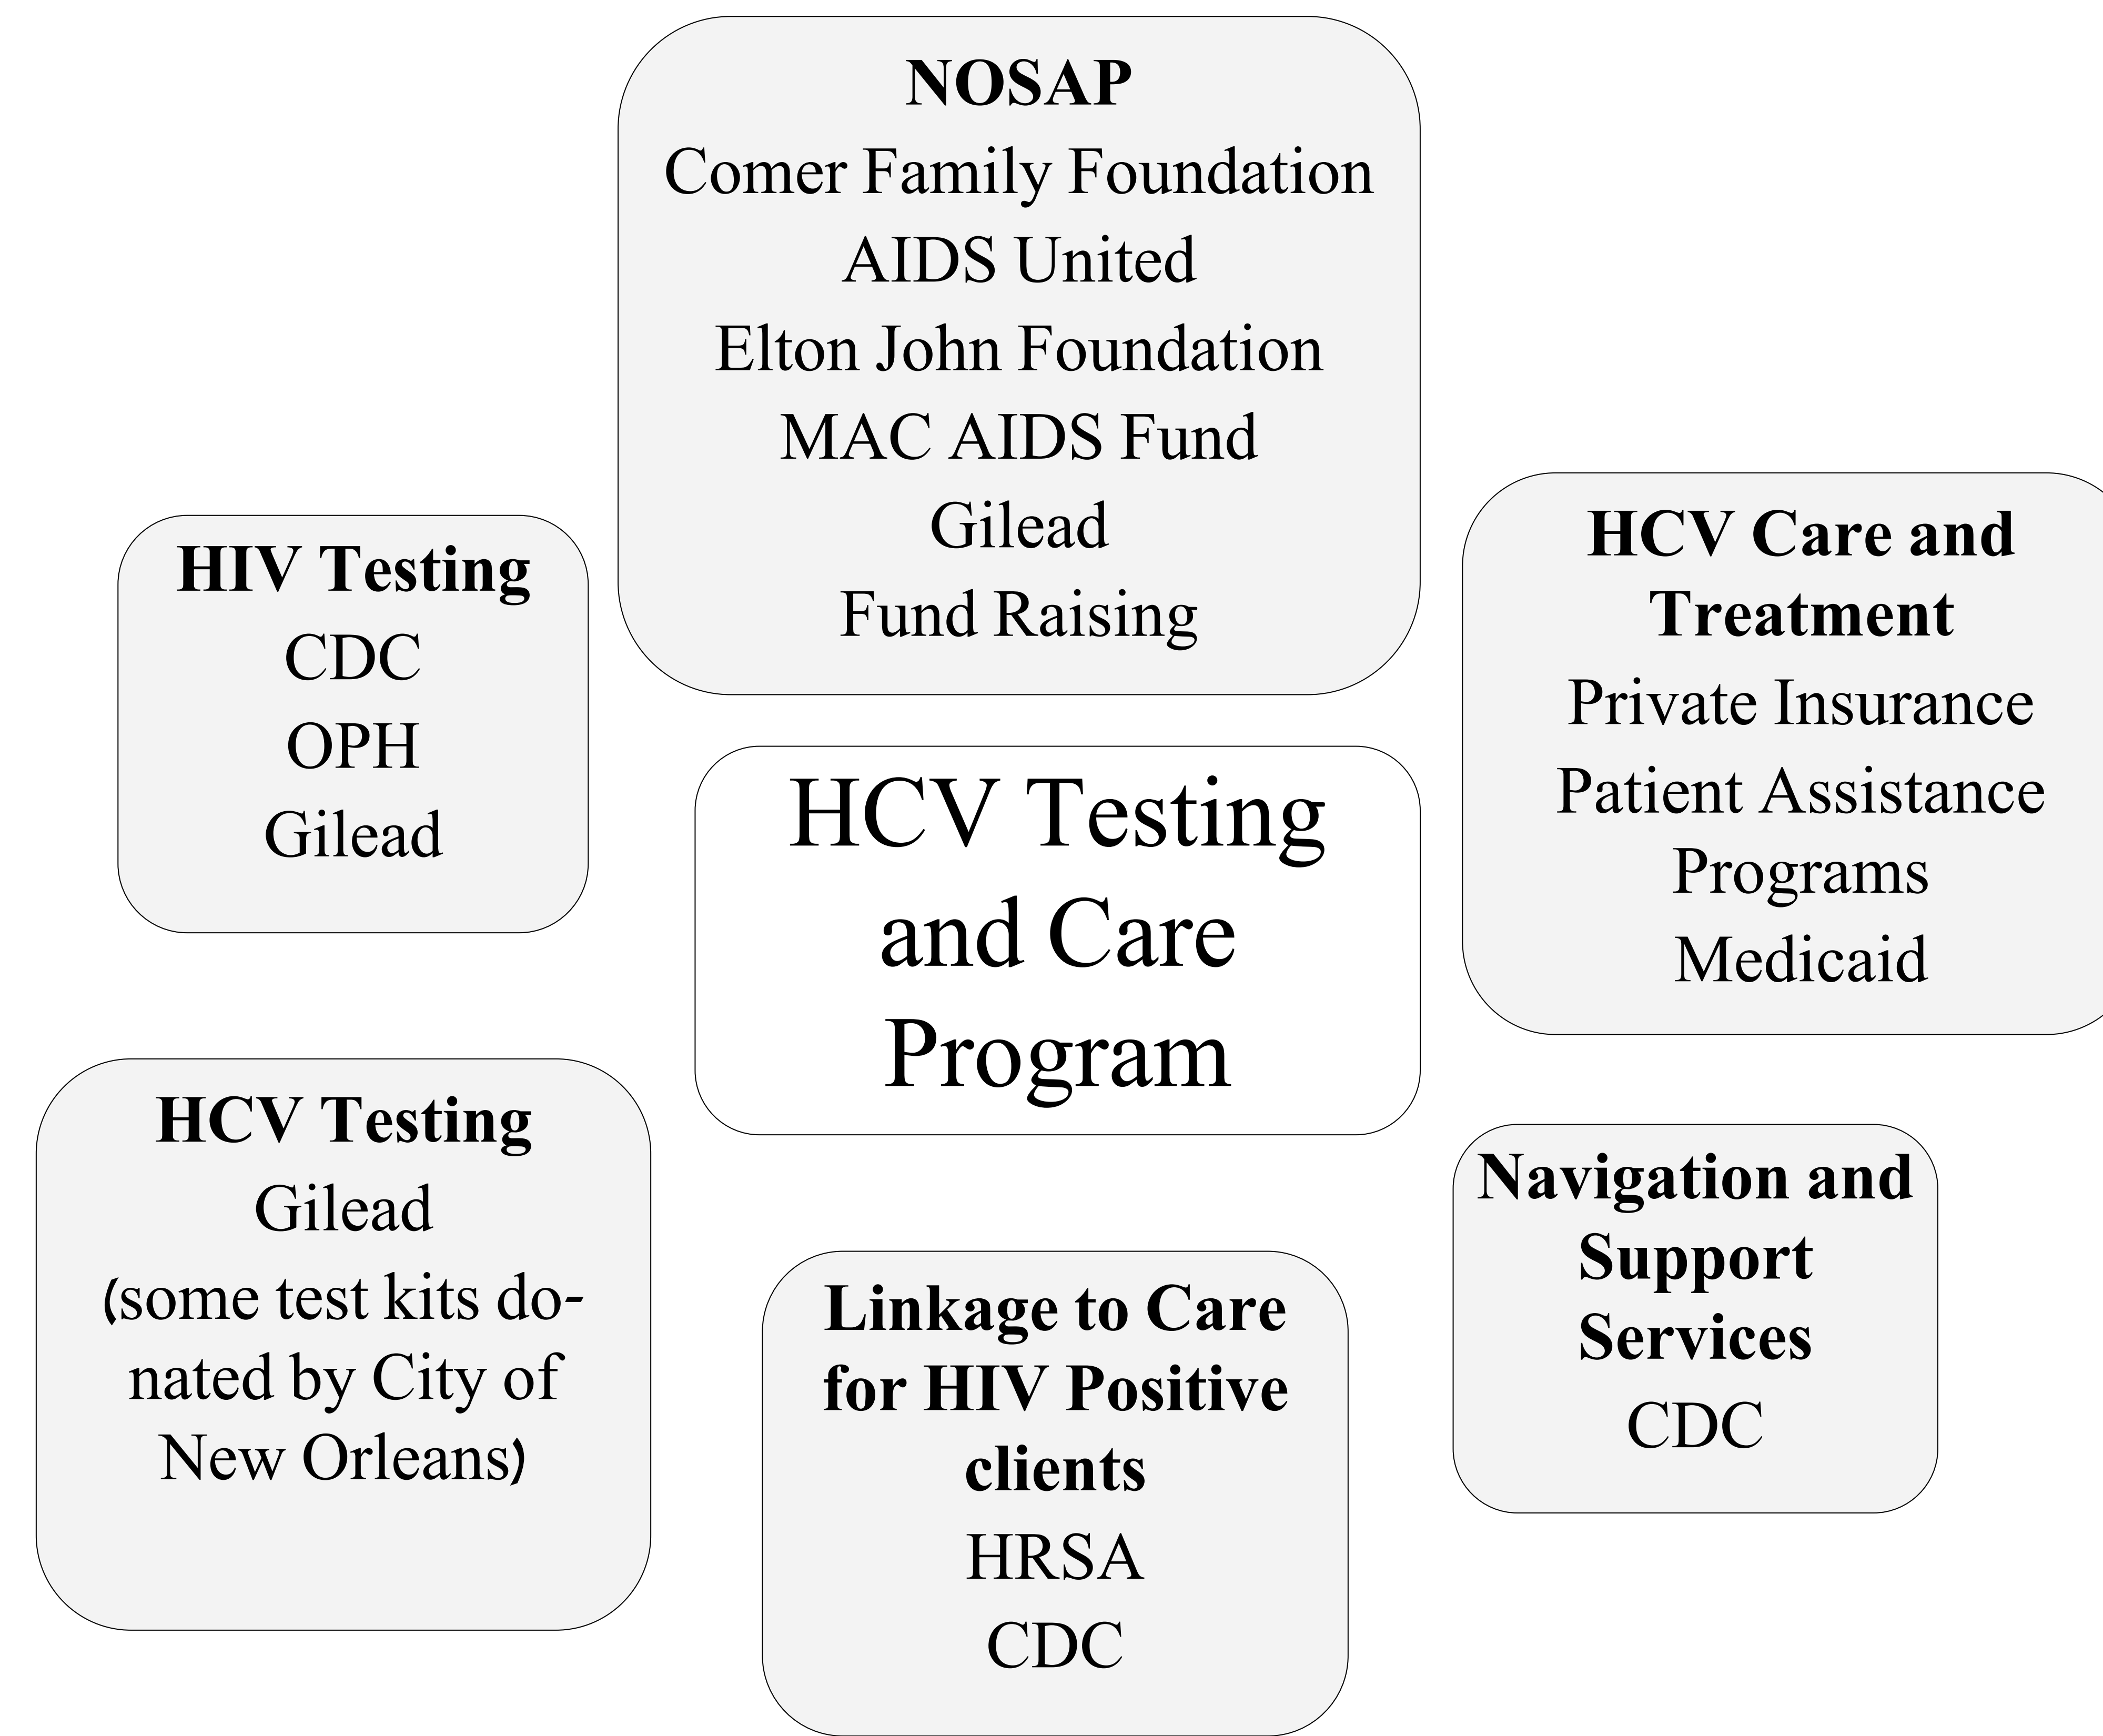 NOSAP
Comer Family Foundation
AIDS United
Elton John Foundation
MAC AIDS Fund
Gilead
Fund Raising
HIV Testing
CDC
OPH
Gilead
HCV Care and
Treatment
Private Insurance
Patient Assistance
Programs
Medicaid
HCV Testing
and Care
Program
HCV Testing
Gilead
(some test kits do-
nated by City of
New Orleans)
Linkage to Care
for HIV Positive
clients
HRSA
CDC
Navigation and
Support
Services
CDC